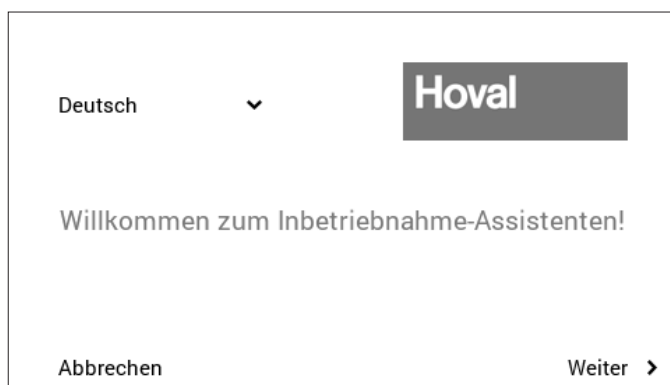 Hoval
Deutsch
Willkommen zum Inbetriebnahme-Assistenten!
Abbrechen
Weiter